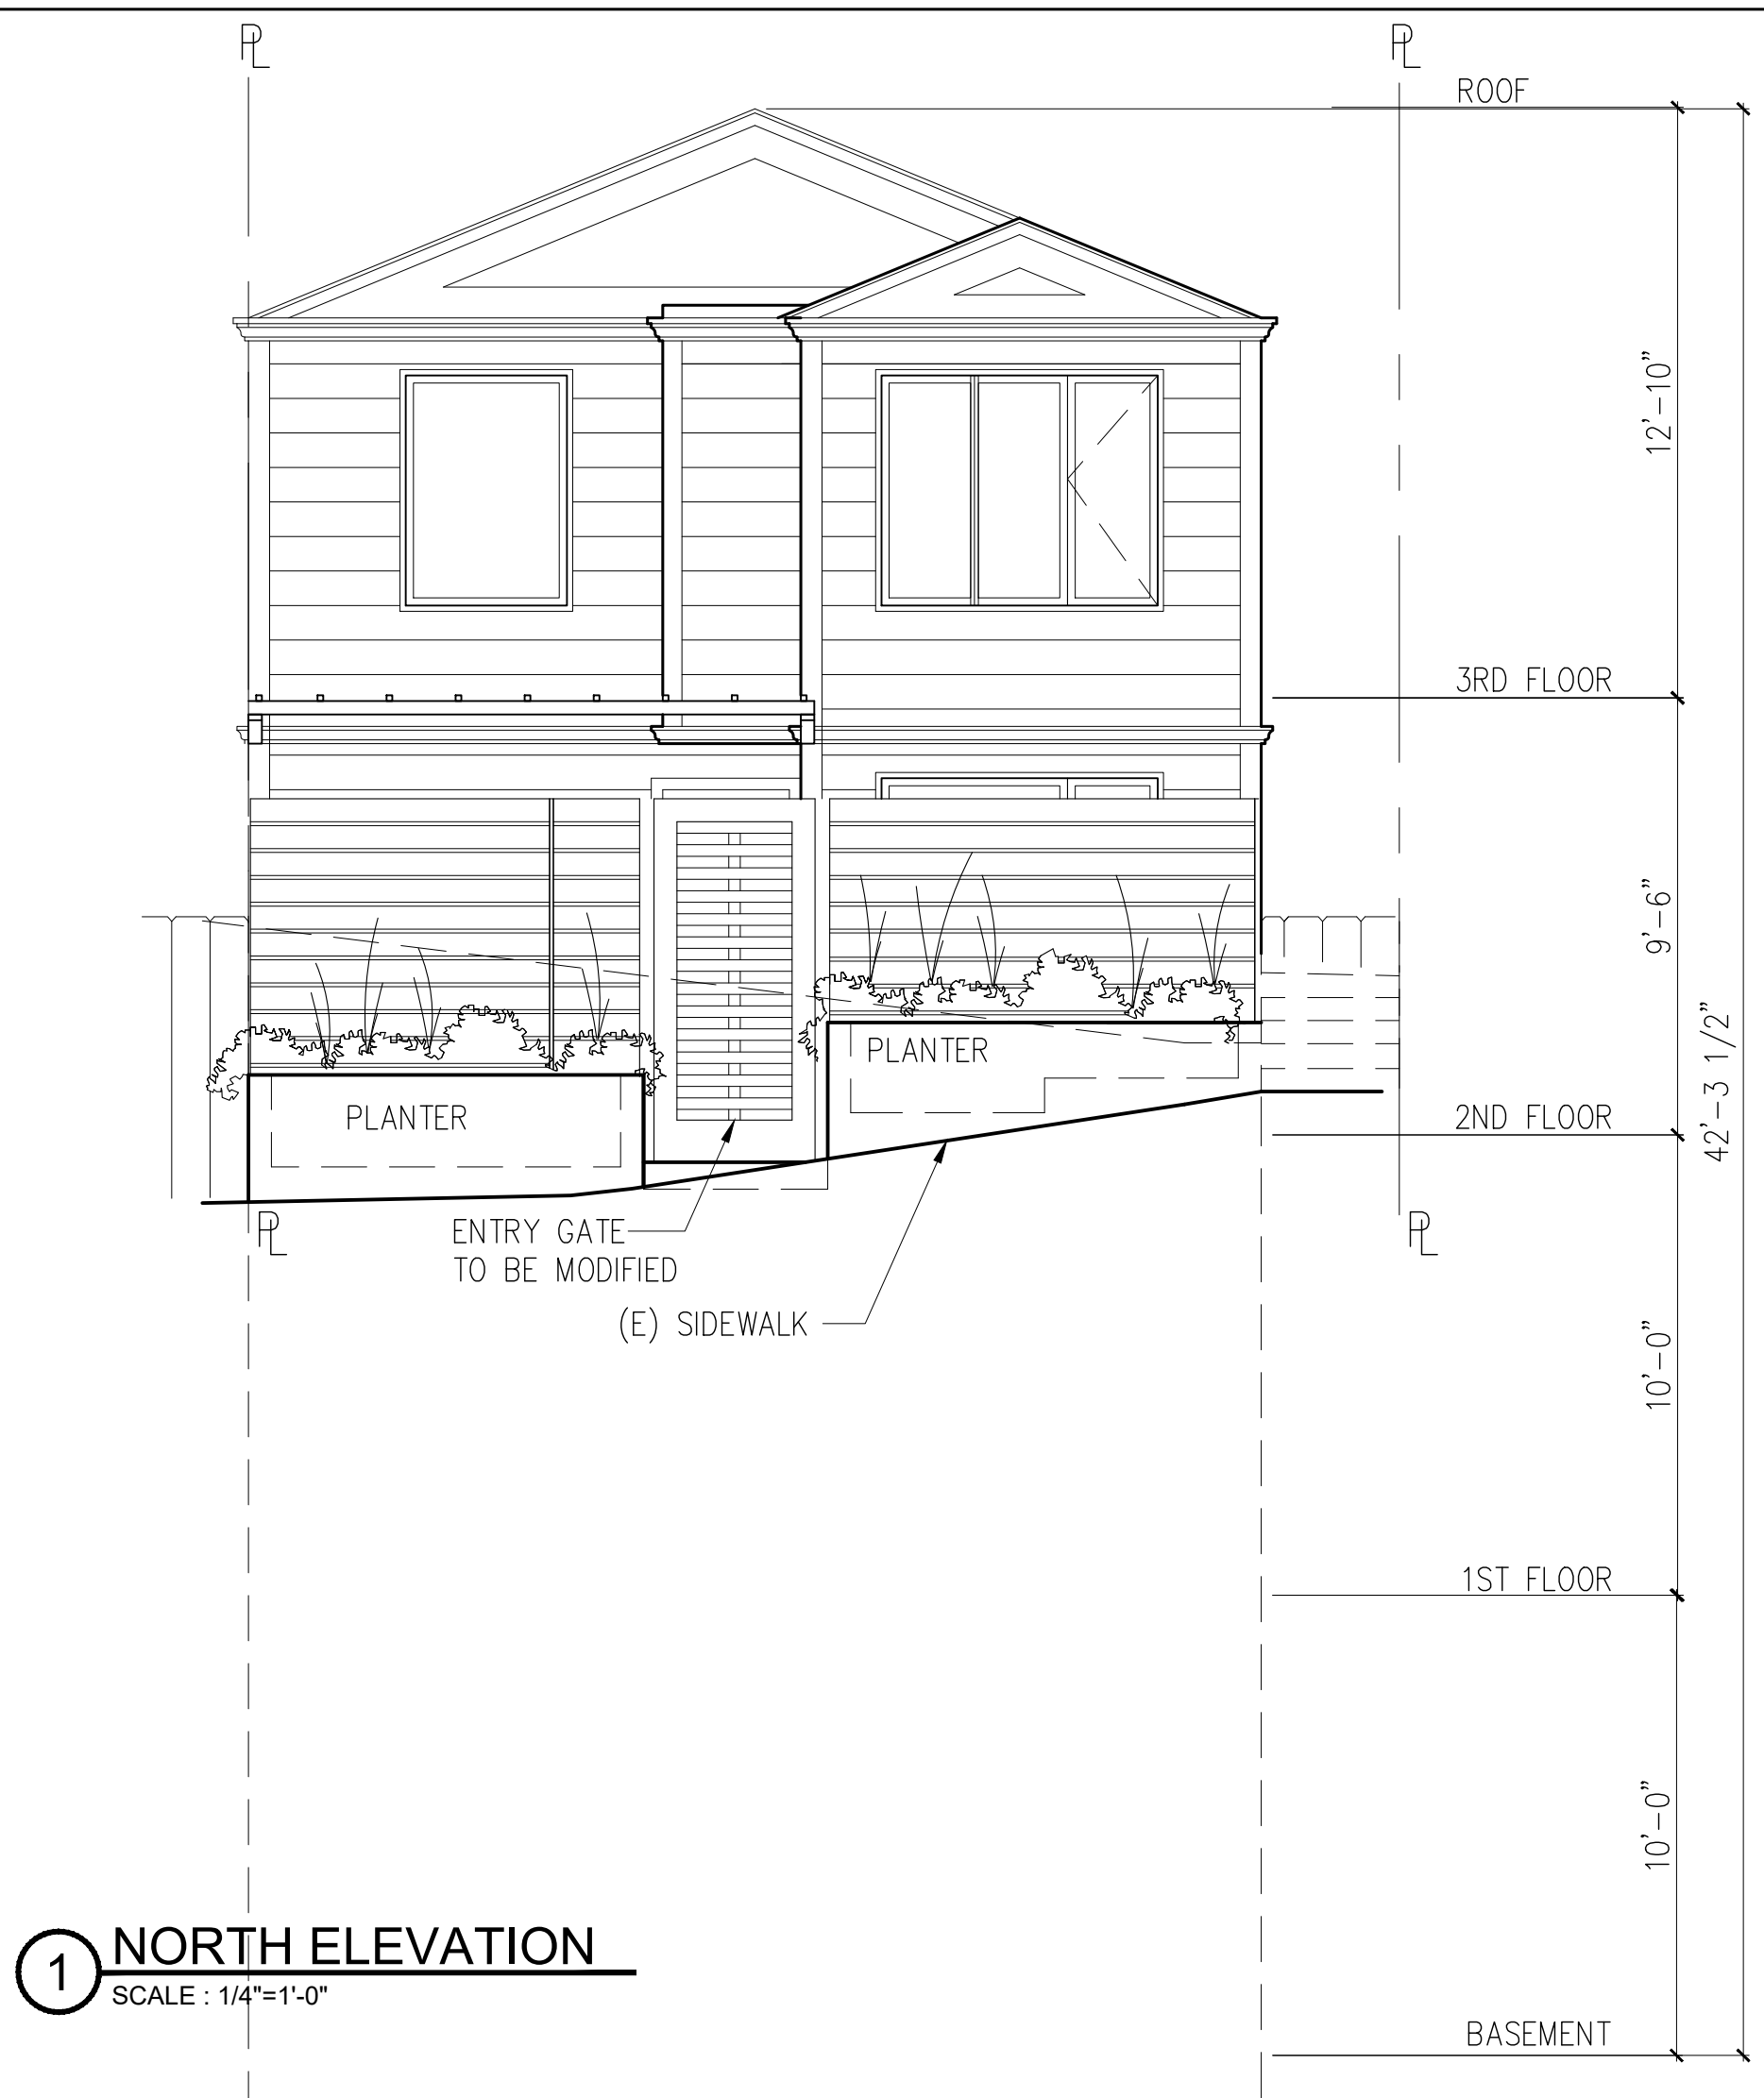 PL
PL
ROOF
12'-10"
3RD FLOOR
9'-6"
42'-3 1/2"
PLANTER
PLANTER
2ND FLOOR
PL
PL
ENTRY GATE
TO BE MODIFIED
(E) SIDEWALK
10'-0"
1ST FLOOR
10'-0"
1 NORTH ELEVATION
SCALE : 1/4"=1'-0"
BASEMENT